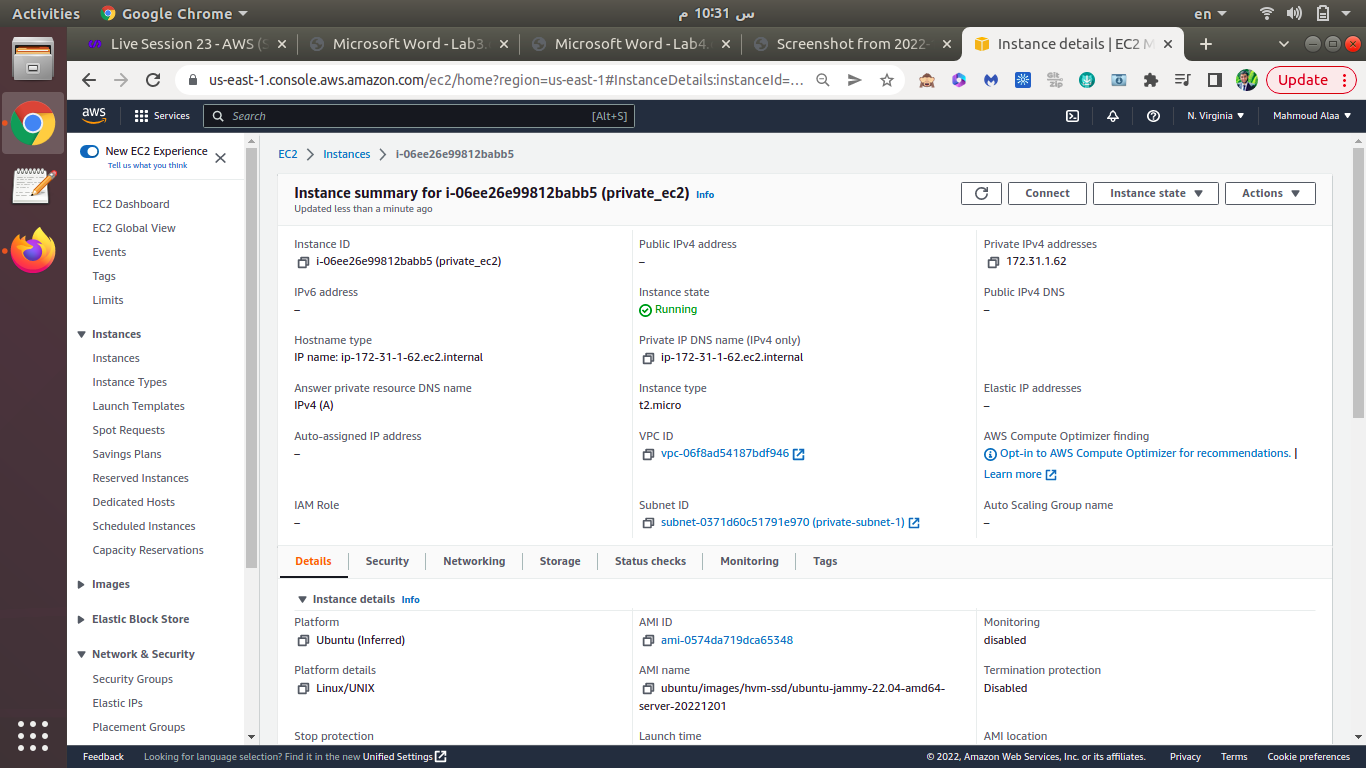 Activities
Google Chrome
س 10:31 م
en
Live Session 23 - AWS (S
Microsoft Word - Lab3.
Microsoft Word - Lab4.
Screenshot from 2022-
Instance details | EC2 M
us-east-1.console.aws.amazon.com/ec2/home?region=us-east-1#InstanceDetails:instanceId=...
Update
aws
Services
Search
[Alt+S]
N. Virginia
Mahmoud Alaa
New EC2 Experience
Tell us what you think
EC2 Dashboard
EC2 Global View
Events
Tags
Limits
Instances
Instances
Instance Types
Launch Templates
Spot Requests
Savings Plans
Reserved Instances
Dedicated Hosts
Scheduled Instances
Capacity Reservations
Images
Elastic Block Store
Network & Security
Security Groups
Elastic IPs
Placement Groups
EC2 > Instances > i-06ee26e99812babb5
Instance summary for i-06ee26e99812babb5 (private_ec2) Info
Updated less than a minute ago
Connect
Instance state
Actions
Instance ID
i-06ee26e99812babb5 (private_ec2)
Public IPv4 address
–
Private IPv4 addresses
172.31.1.62
IPv6 address
–
Instance state
Running
Public IPv4 DNS
–
Hostname type
IP name: ip-172-31-1-62.ec2.internal
Private IP DNS name (IPv4 only)
ip-172-31-1-62.ec2.internal
Answer private resource DNS name
IPv4 (A)
Instance type
t2.micro
Elastic IP addresses
–
Auto-assigned IP address
–
VPC ID
vpc-06f8ad54187bdf946
AWS Compute Optimizer finding
Opt-in to AWS Compute Optimizer for recommendations. |
Learn more
IAM Role
–
Subnet ID
subnet-0371d60c51791e970 (private-subnet-1)
Auto Scaling Group name
–
Details
Security
Networking
Storage
Status checks
Monitoring
Tags
Instance details Info
Platform
Ubuntu (Inferred)
AMI ID
ami-0574da719dca65348
Monitoring
disabled
Platform details
Linux/UNIX
AMI name
ubuntu/images/hvm-ssd/ubuntu-jammy-22.04-amd64-
server-20221201
Termination protection
Disabled
Stop protection
Launch time
AMI location
Feedback
Looking for language selection? Find it in the new Unified Settings
© 2022, Amazon Web Services, Inc. or its affiliates.
Privacy
Terms
Cookie preferences